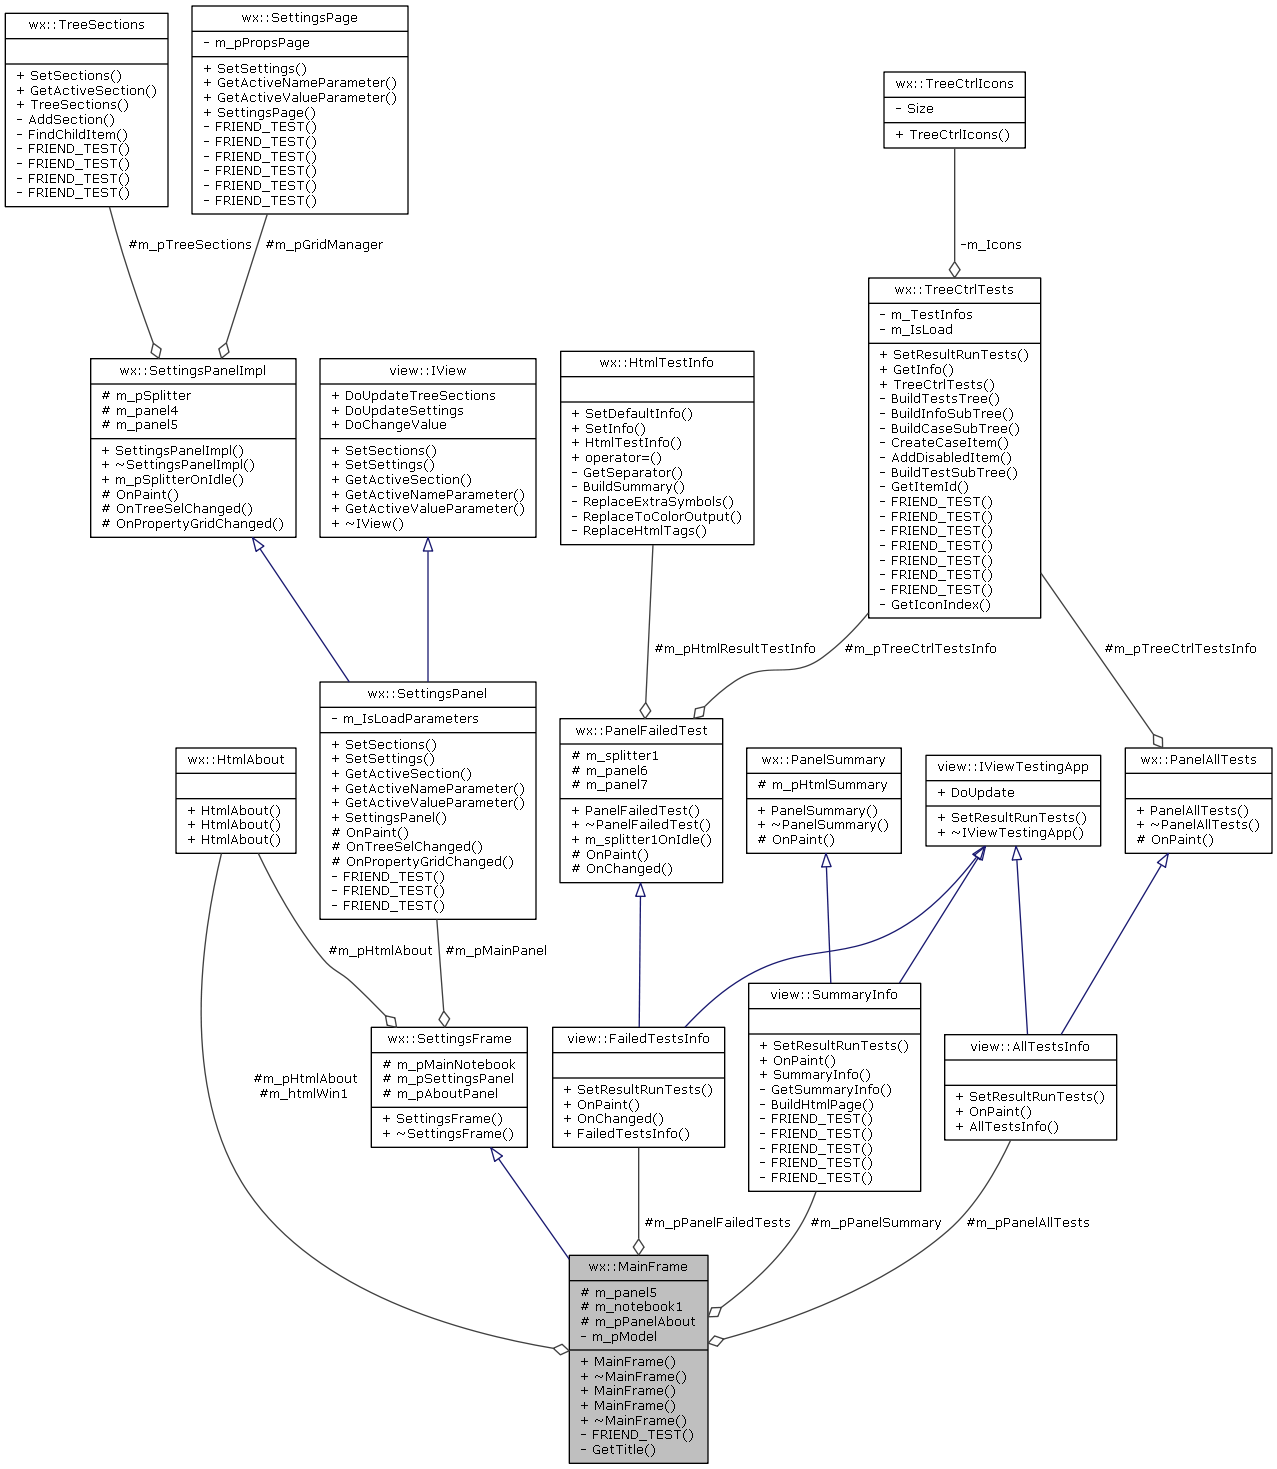 wx::TreeSections
+ SetSections()
+ GetActiveSection()
+ TreeSections()
- AddSection()
- FindChildItem()
- FRIEND_TEST()
- FRIEND_TEST()
- FRIEND_TEST()
- FRIEND_TEST()
wx::SettingsPage
- m_pPropsPage
+ SetSettings()
+ GetActiveNameParameter()
+ GetActiveValueParameter()
+ SettingsPage()
- FRIEND_TEST()
- FRIEND_TEST()
- FRIEND_TEST()
- FRIEND_TEST()
- FRIEND_TEST()
- FRIEND_TEST()
wx::TreeCtrlIcons
- Size
+ TreeCtrlIcons()
#m_pTreeSections
#m_pGridManager
-m_Icons
wx::SettingsPanelImpl
# m_pSplitter
# m_panel4
# m_panel5
+ SettingsPanelImpl()
+ ~SettingsPanelImpl()
+ m_pSplitterOnIdle()
# OnPaint()
# OnTreeSelChanged()
# OnPropertyGridChanged()
view::IView
+ DoUpdateTreeSections
+ DoUpdateSettings
+ DoChangeValue
+ SetSections()
+ SetSettings()
+ GetActiveSection()
+ GetActiveNameParameter()
+ GetActiveValueParameter()
+ ~IView()
wx::HtmlTestInfo
+ SetDefaultInfo()
+ SetInfo()
+ HtmlTestInfo()
+ operator=()
- GetSeparator()
- BuildSummary()
- ReplaceExtraSymbols()
- ReplaceToColorOutput()
- ReplaceHtmlTags()
wx::TreeCtrlTests
- m_TestInfos
- m_IsLoad
+ SetResultRunTests()
+ GetInfo()
+ TreeCtrlTests()
- BuildTestsTree()
- BuildInfoSubTree()
- BuildCaseSubTree()
- CreateCaseItem()
- AddDisabledItem()
- BuildTestSubTree()
- GetItemId()
- FRIEND_TEST()
- FRIEND_TEST()
- FRIEND_TEST()
- FRIEND_TEST()
- FRIEND_TEST()
- FRIEND_TEST()
- FRIEND_TEST()
- GetIconIndex()
#m_pHtmlResultTestInfo
#m_pTreeCtrlTestsInfo
#m_pTreeCtrlTestsInfo
wx::HtmlAbout
+ HtmlAbout()
+ HtmlAbout()
+ HtmlAbout()
wx::SettingsPanel
- m_IsLoadParameters
+ SetSections()
+ SetSettings()
+ GetActiveSection()
+ GetActiveNameParameter()
+ GetActiveValueParameter()
+ SettingsPanel()
# OnPaint()
# OnTreeSelChanged()
# OnPropertyGridChanged()
- FRIEND_TEST()
- FRIEND_TEST()
- FRIEND_TEST()
wx::PanelFailedTest
# m_splitter1
# m_panel6
# m_panel7
+ PanelFailedTest()
+ ~PanelFailedTest()
+ m_splitter1OnIdle()
# OnPaint()
# OnChanged()
wx::PanelSummary
# m_pHtmlSummary
+ PanelSummary()
+ ~PanelSummary()
# OnPaint()
view::IViewTestingApp
+ DoUpdate
+ SetResultRunTests()
+ ~IViewTestingApp()
wx::PanelAllTests
+ PanelAllTests()
+ ~PanelAllTests()
# OnPaint()
#m_pHtmlAbout
#m_pMainPanel
#m_pHtmlAbout
#m_htmlWin1
wx::SettingsFrame
# m_pMainNotebook
# m_pSettingsPanel
# m_pAboutPanel
+ SettingsFrame()
+ ~SettingsFrame()
view::FailedTestsInfo
+ SetResultRunTests()
+ OnPaint()
+ OnChanged()
+ FailedTestsInfo()
view::SummaryInfo
+ SetResultRunTests()
+ OnPaint()
+ SummaryInfo()
- GetSummaryInfo()
- BuildHtmlPage()
- FRIEND_TEST()
- FRIEND_TEST()
- FRIEND_TEST()
- FRIEND_TEST()
- FRIEND_TEST()
view::AllTestsInfo
+ SetResultRunTests()
+ OnPaint()
+ AllTestsInfo()
#m_pPanelFailedTests
#m_pPanelSummary
#m_pPanelAllTests
wx::MainFrame
# m_panel5
# m_notebook1
# m_pPanelAbout
- m_pModel
+ MainFrame()
+ ~MainFrame()
+ MainFrame()
+ MainFrame()
+ ~MainFrame()
- FRIEND_TEST()
- GetTitle()